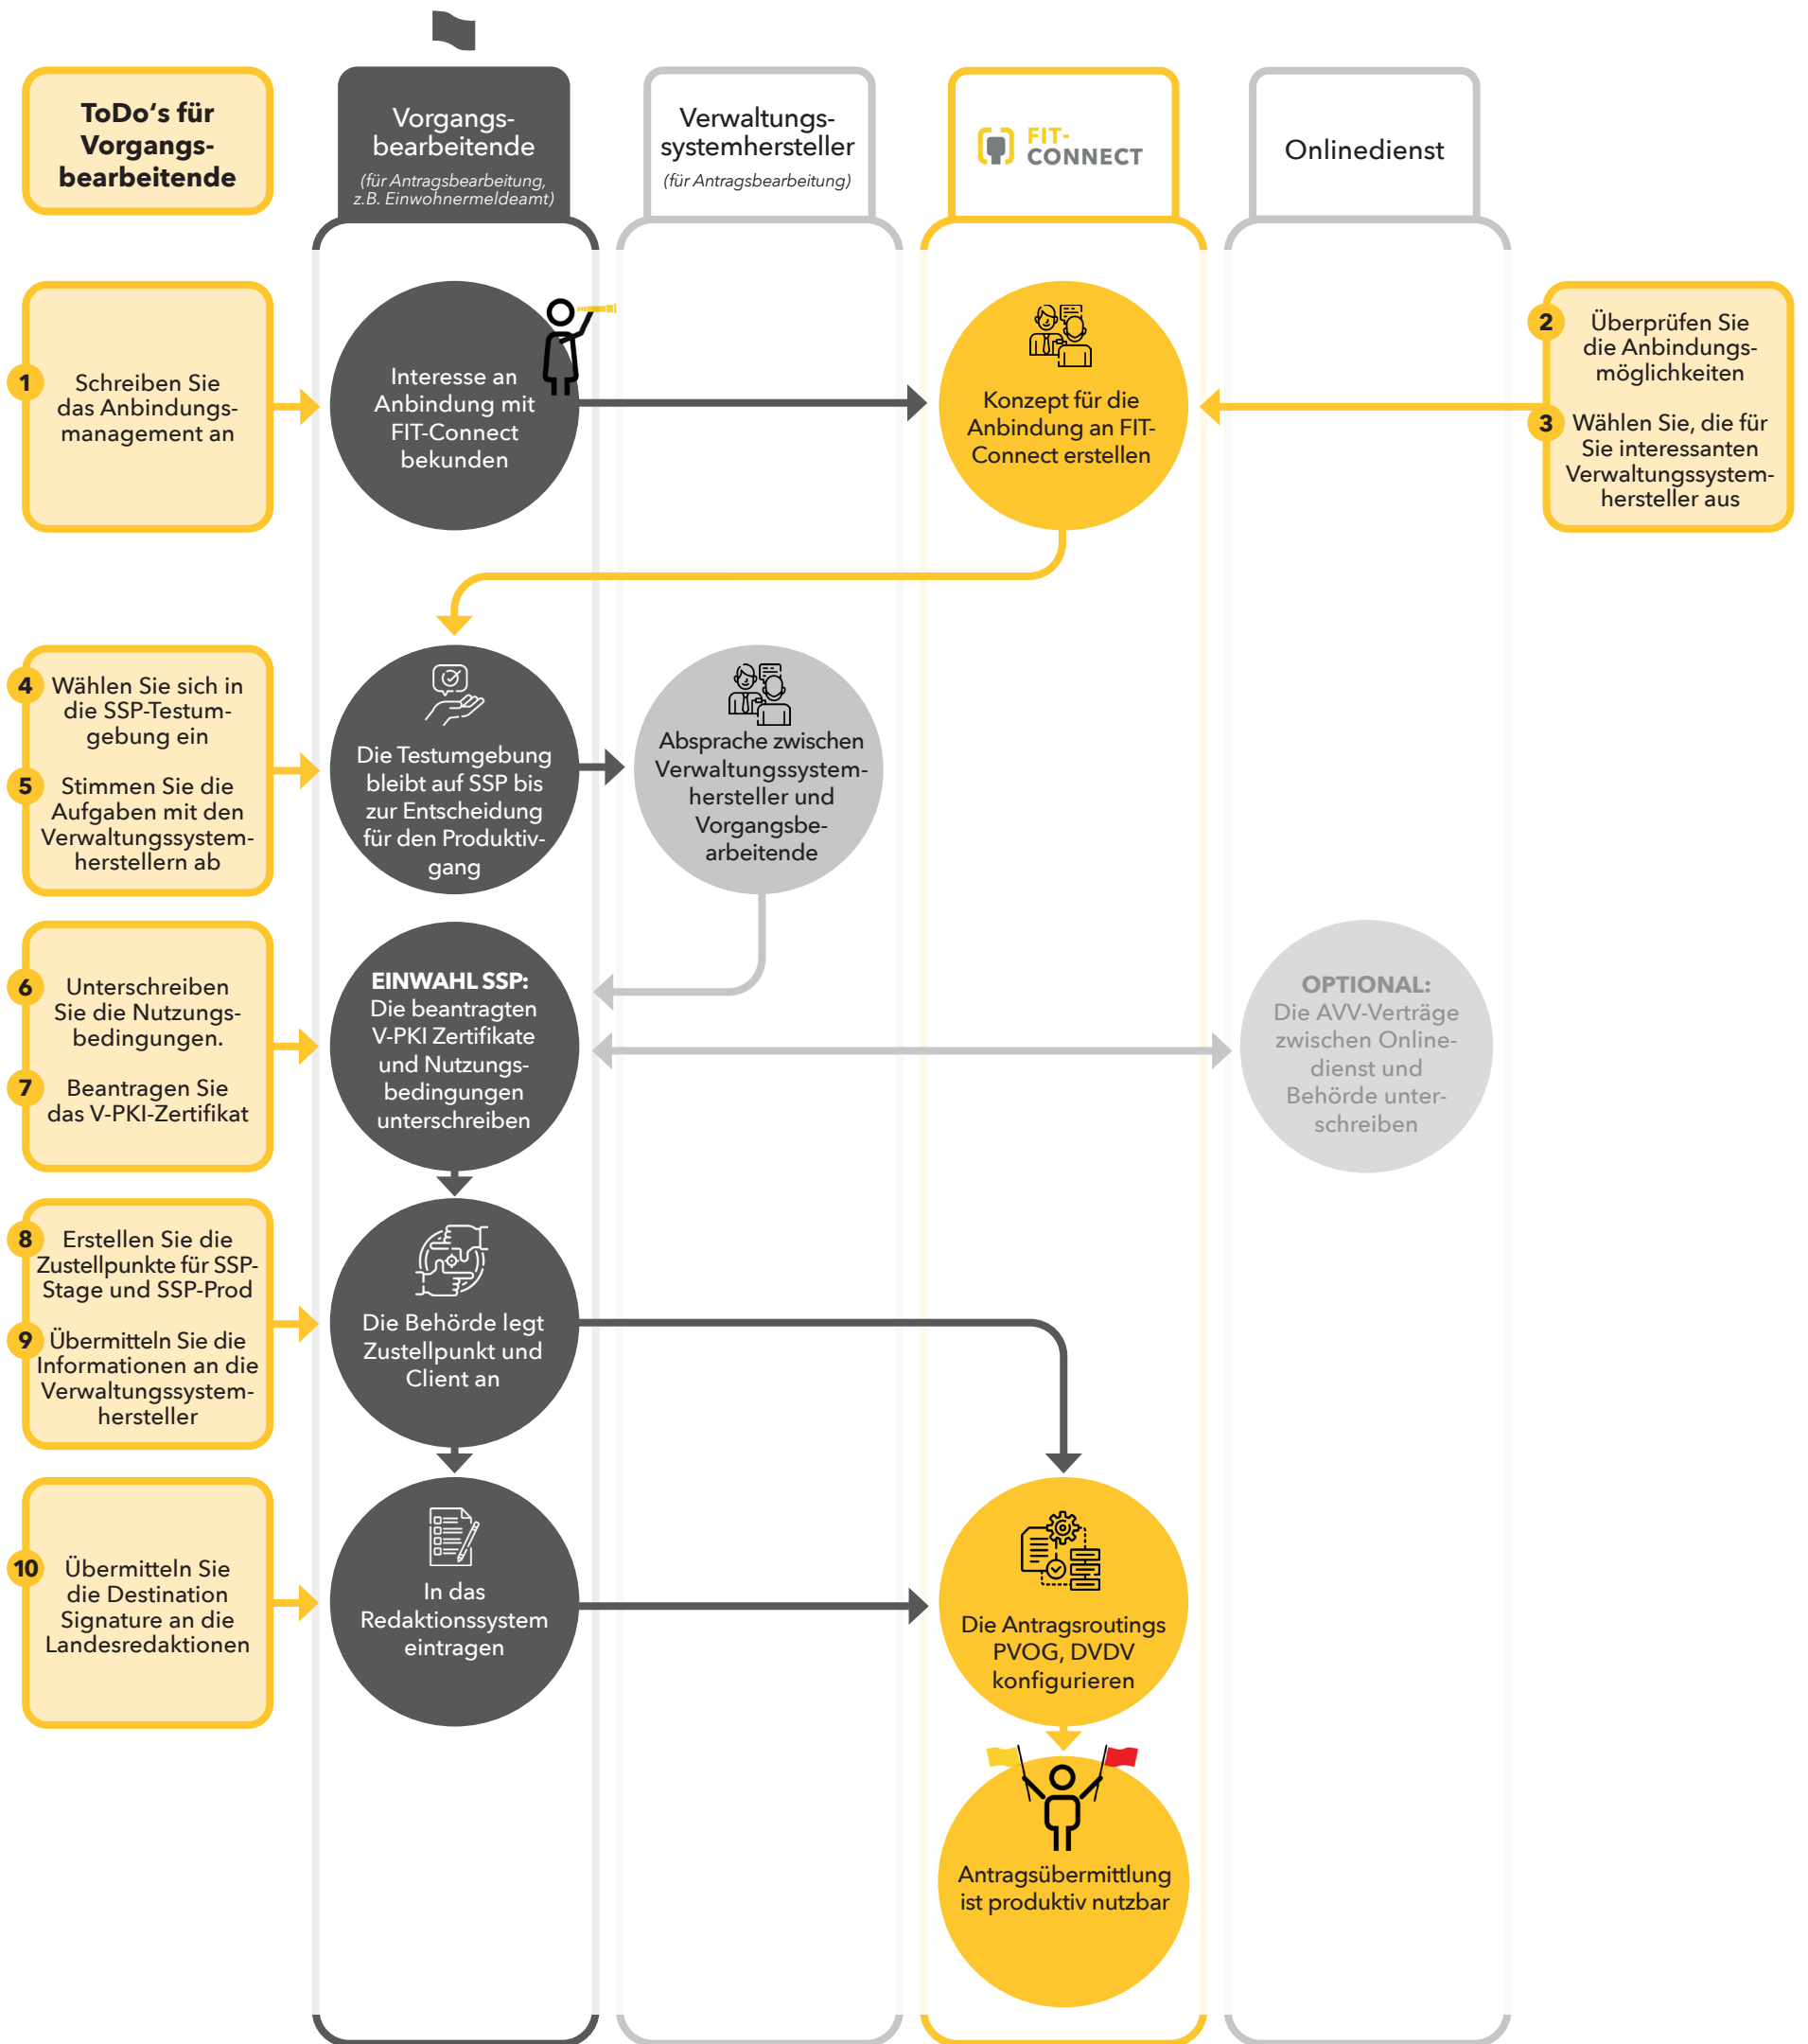 ToDo‘s für
Vorgangs-
bearbeitende
Vorgangs-
bearbeitende
(für Antragsbearbeitung,
z.B. Einwohnermeldeamt)
Verwaltungs-
systemhersteller
(für Antragsbearbeitung)
FIT-
CONNECT
Onlinedienst
1
Schreiben Sie
das Anbindungs-
management an
Interesse an
Anbindung mit
FIT-Connect
bekunden
Konzept für die
Anbindung an FIT-
Connect erstellen
2
Überprüfen Sie
die Anbindungs-
möglichkeiten
3
Wählen Sie, die für
Sie interessanten
Verwaltungssystem-
hersteller aus
4
Wählen Sie sich in
die SSP-Testum-
gebung ein
5
Stimmen Sie die
Aufgaben mit den
Verwaltungssystem-
herstellern ab
Die Testumgebung
bleibt auf SSP bis
zur Entscheidung
für den Produktiv-
gang
Absprache zwischen
Verwaltungssystem-
hersteller und
Vorgangsbe-
arbeitende
6
Unterschreiben
Sie die Nutzungs-
bedingungen.
7
Beantragen Sie
das V-PKI-Zertifikat
EINWAHL SSP:
Die beantragten
V-PKI Zertifikate
und Nutzungs-
bedingungen
unterschreiben
OPTIONAL:
Die AVV-Verträge
zwischen Online-
dienst und
Behörde unter-
schreiben
8
Erstellen Sie die
Zustellpunkte für SSP-
Stage und SSP-Prod
9
Übermitteln Sie die
Informationen an die
Verwaltungssystem-
hersteller
Die Behörde legt
Zustellpunkt und
Client an
10
Übermitteln Sie
die Destination
Signature an die
Landesredaktionen
In das
Redaktionssystem
eintragen
Die Antragsroutings
PVOG, DVDV
konfigurieren
Antragsübermittlung
ist produktiv nutzbar